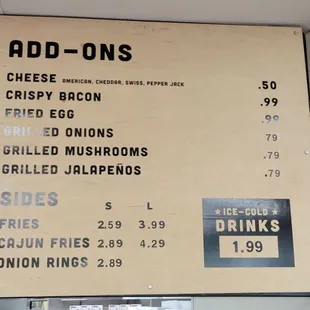 ADD-ONS
CHEESE AMERICAN, CHEDDAR, SWISS, PEPPER JACK .50
CRISPY BACON .99
FRIED EGG .99
GRILLED ONIONS 79
GRILLED MUSHROOMS .79
GRILLED JALAPEÑOS .79
SIDES S L
FRIES 2.59 3.99
CAJUN FRIES 2.89 4.29
ONION RINGS 2.89
★ ICE-COLD ★
DRINKS
1.99